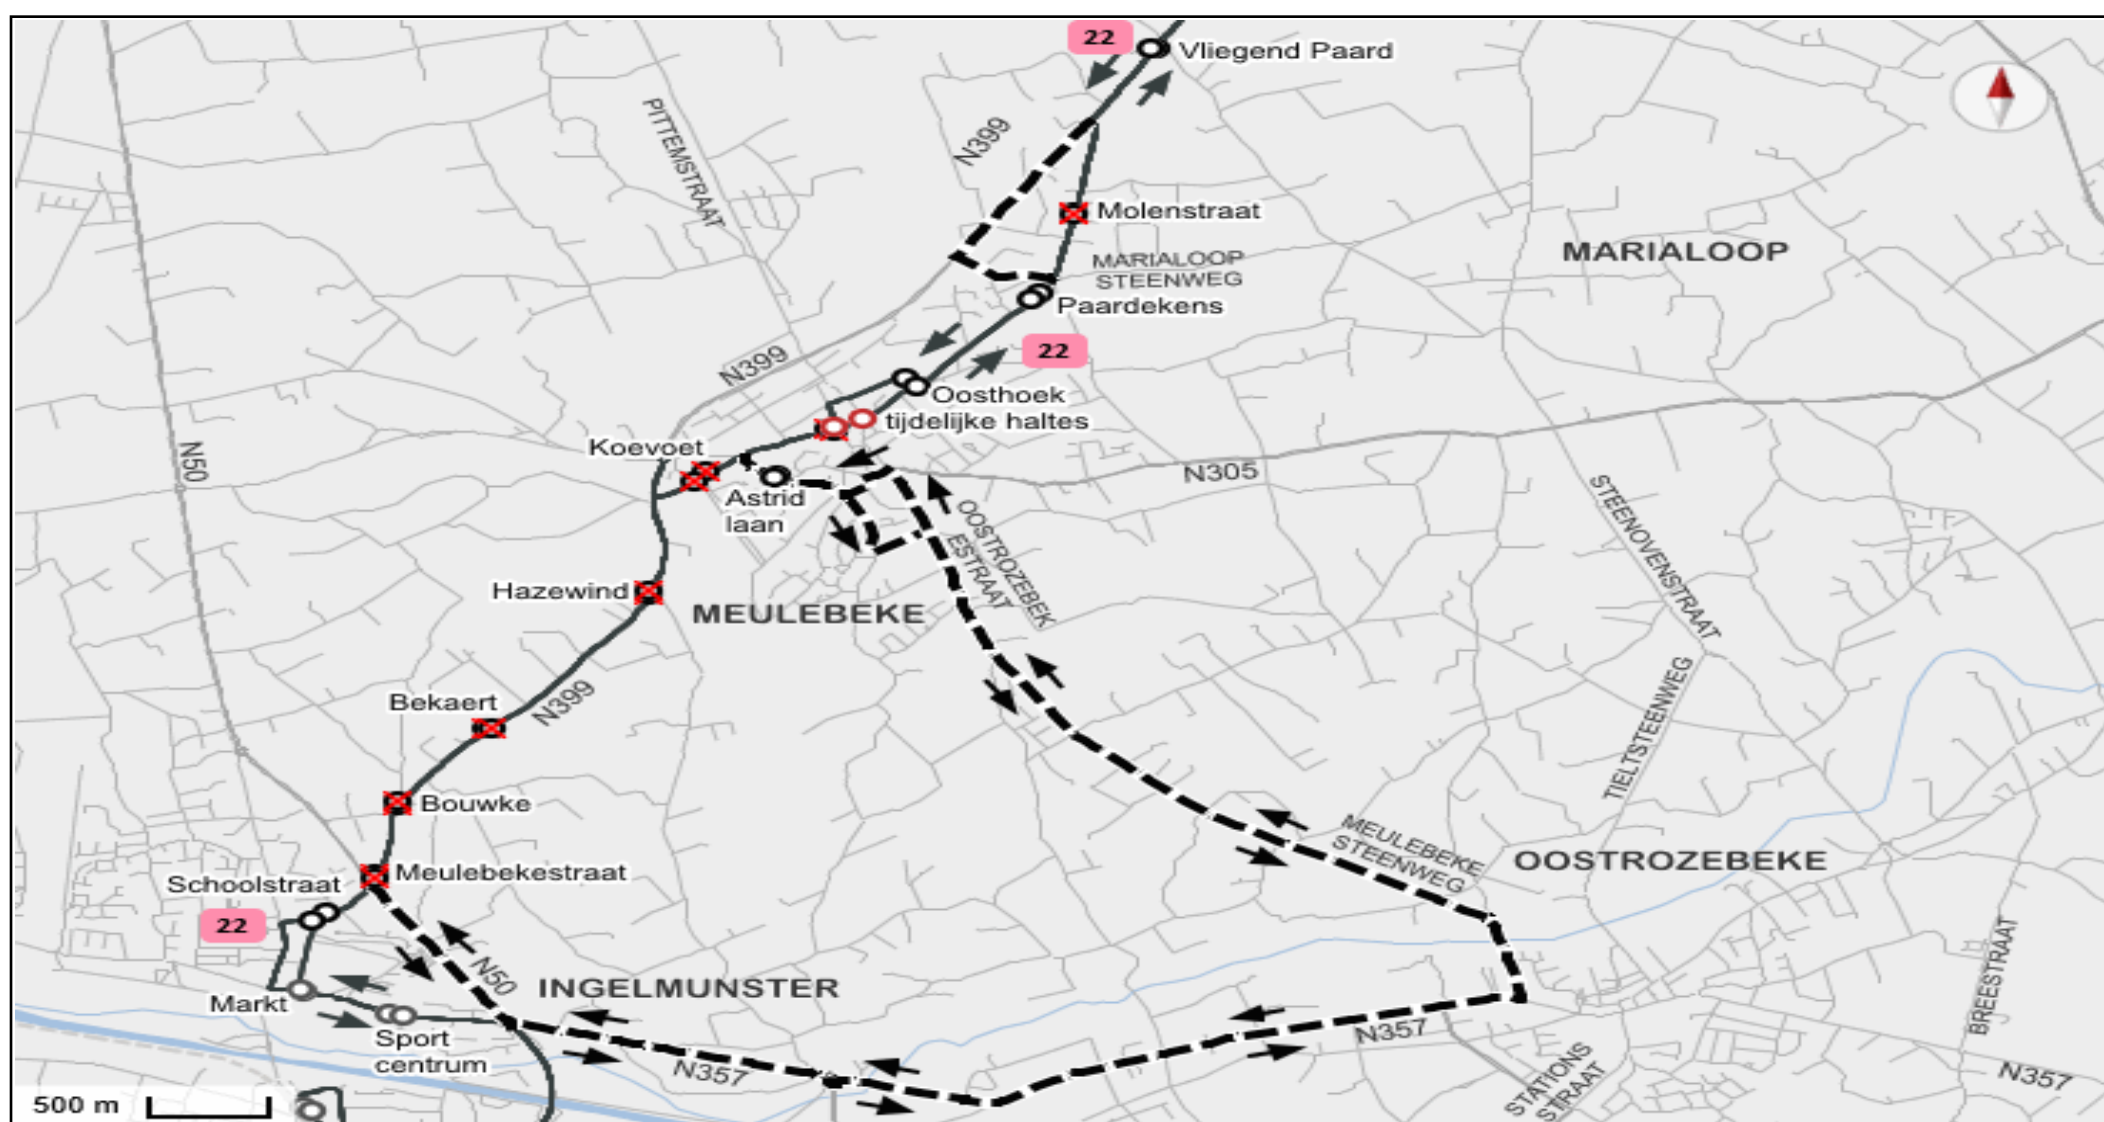 22
Vliegend Paard
PITTEMSTRAAT
N399
Molenstraat
MARIALOOP
MARIALOOP
STEENWEG
Paardekens
22
N399
Oosthoek
tijdelijke haltes
Koevoet
N50
N305
Astrid
laan
STEENOVENSTRAAT
OOSTROZEBEK
ESTRAAT
Hazewind
MEULEBEKE
TIELTSTEENWEG
Bekaert
N399
Bouwke
MEULEBEKE
STEENWEG
OOSTROZEBEKE
Meulebekestraat
Schoolstraat
22
BREESTRAAT
N50
INGELMUNSTER
Markt
Sport
centrum
N357
N357
STATIONS
STRAAT
N357
500 m